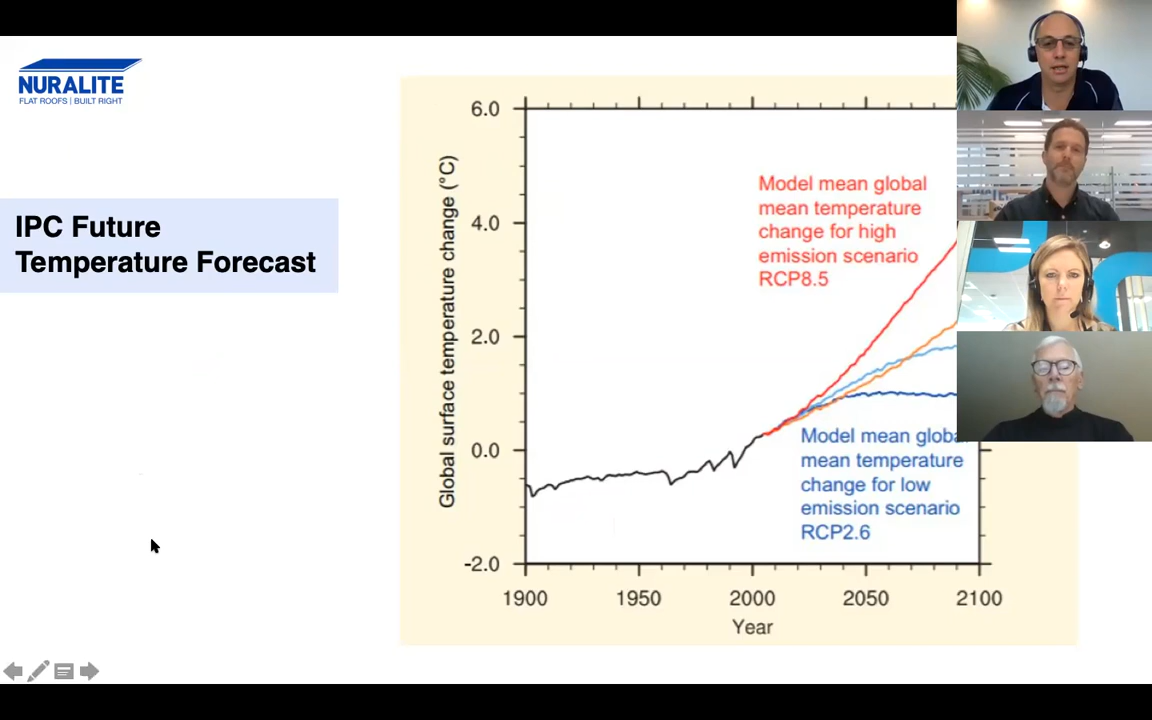 NURALITE
FLAT ROOFS | BUILT RIGHT
IPC Future
Temperature Forecast
Global surface temperature change (°C)
6.0
4.0
2.0
0.0
-2.0
Model mean global
mean temperature
change for high
emission scenario
RCP8.5
Model mean globa
mean temperature
change for low
emission scenario
RCP2.6
1900
1950
2000
2050
2100
Year